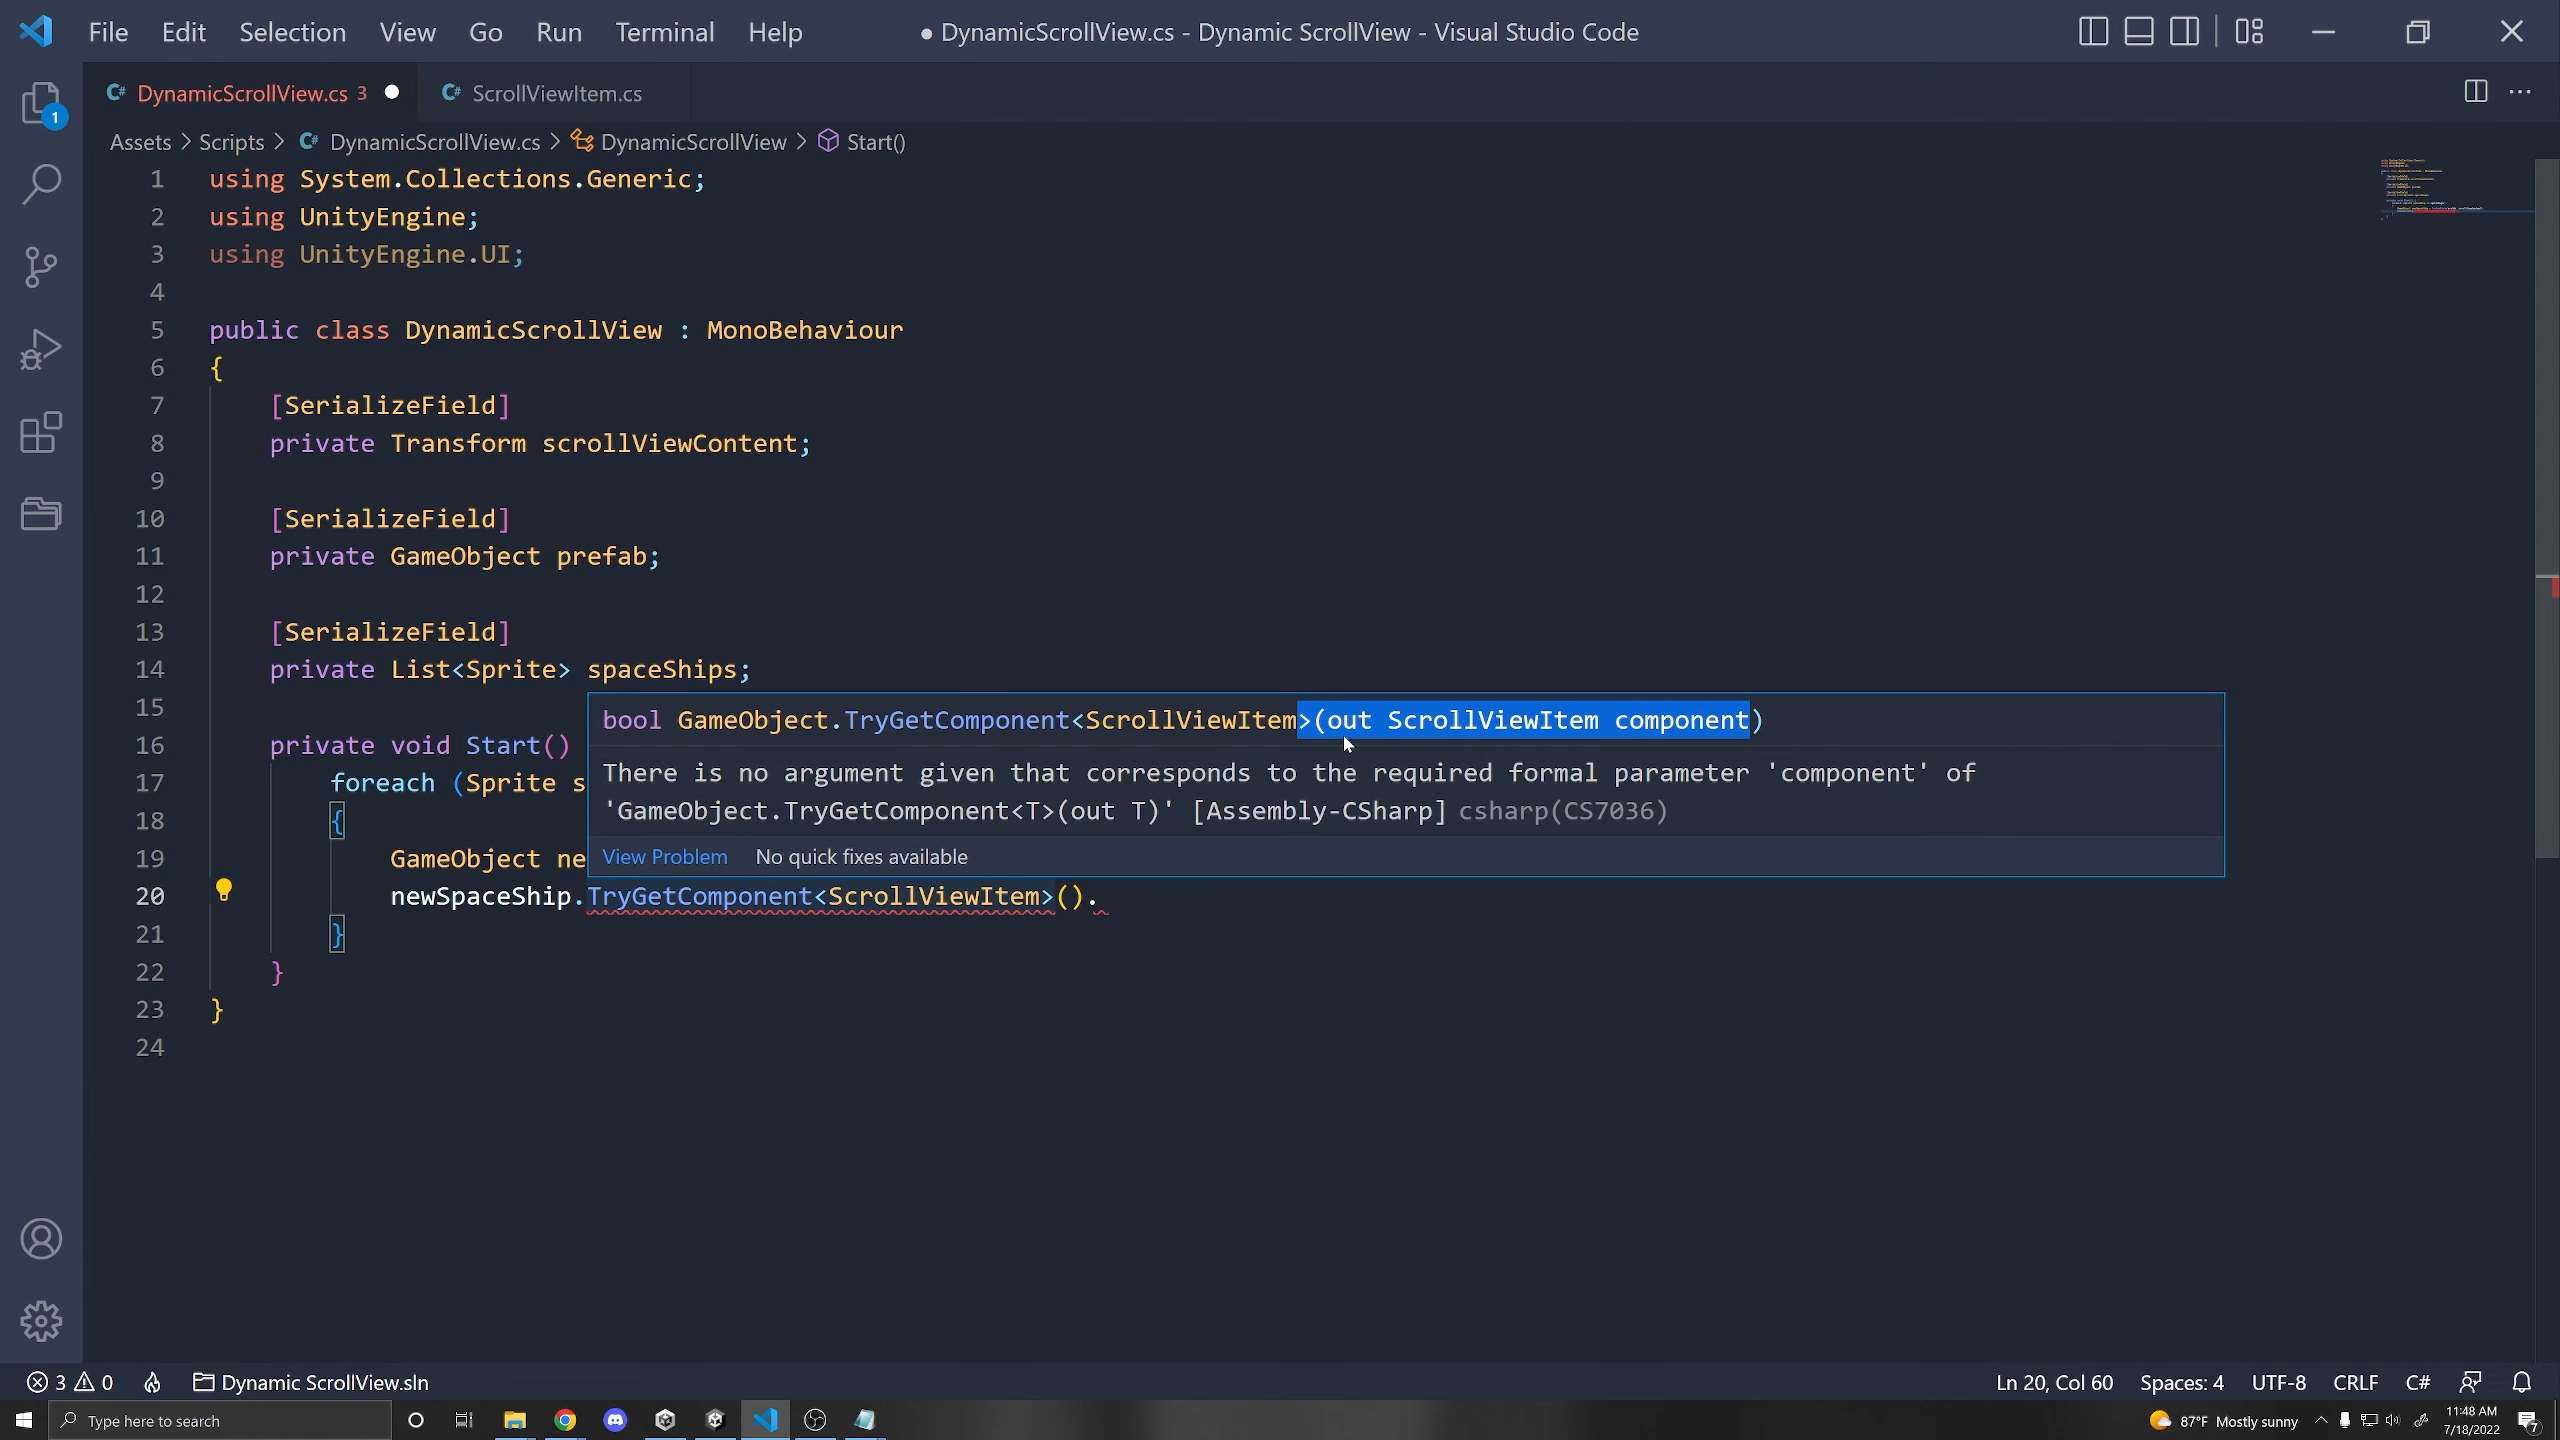 File Edit Selection View Go Run Terminal Help ● DynamicScrollView.cs - Dynamic ScrollView - Visual Studio Code
C# DynamicScrollView.cs 3 ● C# ScrollViewItem.cs
1
Assets > Scripts > C# DynamicScrollView.cs > DynamicScrollView > Start()
1 using System.Collections.Generic;
2 using UnityEngine;
3 using UnityEngine.UI;
4
5 public class DynamicScrollView : MonoBehaviour
6 {
7 [SerializeField]
8 private Transform scrollViewContent;
9
10 [SerializeField]
11 private GameObject prefab;
12
13 [SerializeField]
14 private List<Sprite> spaceShips;
15
bool GameObject.TryGetComponent<ScrollViewItem>(out ScrollViewItem component)
16 private void Start()
There is no argument given that corresponds to the required formal parameter 'component' of
17 foreach (Sprite s
'GameObject.TryGetComponent<T>(out T)' [Assembly-CSharp] csharp(CS7036)
18 {
19 GameObject ne
View Problem No quick fixes available
20 newSpaceShip.TryGetComponent<ScrollViewItem>().
21 }
22 }
23 }
24
3 0 Dynamic ScrollView.sln Ln 20, Col 60 Spaces: 4 UTF-8 CRLF C#
Type here to search 87°F Mostly sunny 11:48 AM
7/18/2022 7